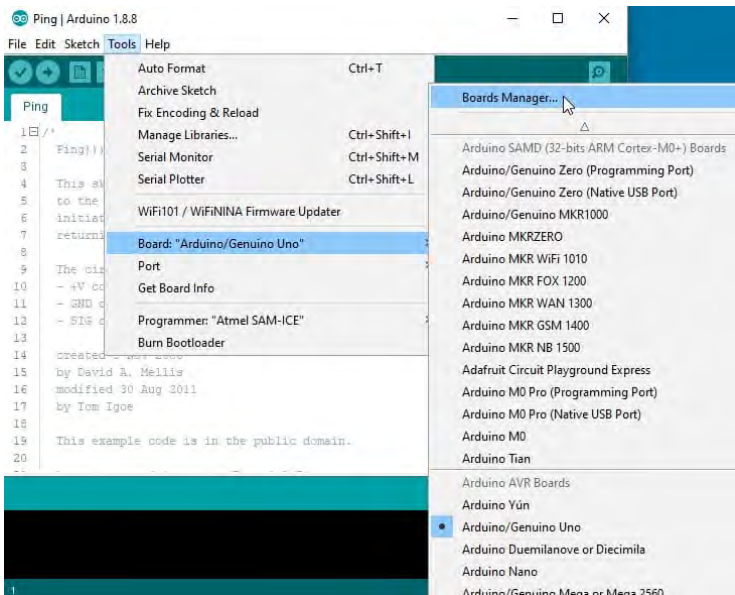 Ping | Arduino 1.8.8
File Edit Sketch Tools Help
Ping
Auto Format Ctrl+T
Archive Sketch
Fix Encoding & Reload
Manage Libraries... Ctrl+Shift+I
Serial Monitor Ctrl+Shift+M
Serial Plotter Ctrl+Shift+L
WiFi101 / WiFiNINA Firmware Updater
Board: "Arduino/Genuino Uno"
Port
Get Board Info
Programmer: "Atmel SAM-ICE"
Burn Bootloader
Boards Manager...
Arduino SAMD (32-bits ARM Cortex-M0+) Boards
Arduino/Genuino Zero (Programming Port)
Arduino/Genuino Zero (Native USB Port)
Arduino/Genuino MKR1000
Arduino MKRZERO
Arduino MKR WiFi 1010
Arduino MKR FOX 1200
Arduino MKR WAN 1300
Arduino MKR GSM 1400
Arduino MKR NB 1500
Adafruit Circuit Playground Express
Arduino M0 Pro (Programming Port)
Arduino M0 Pro (Native USB Port)
Arduino M0
Arduino Tian
Arduino AVR Boards
Arduino Yún
Arduino/Genuino Uno
Arduino Duemilanove or Diecimila
Arduino Nano
Arduino/Genuino Mega or Mega 2560
1 /*
2 Ping)))
3
4 This
5 to the
6
7
8
9 The
10 - +V
11 - GND
12 - SIG
13
14 created
15 by David A. Mellis
16 modified 30 Aug 2011
17 by Tom Igoe
18
19 This example code is in the public domain.
20
1